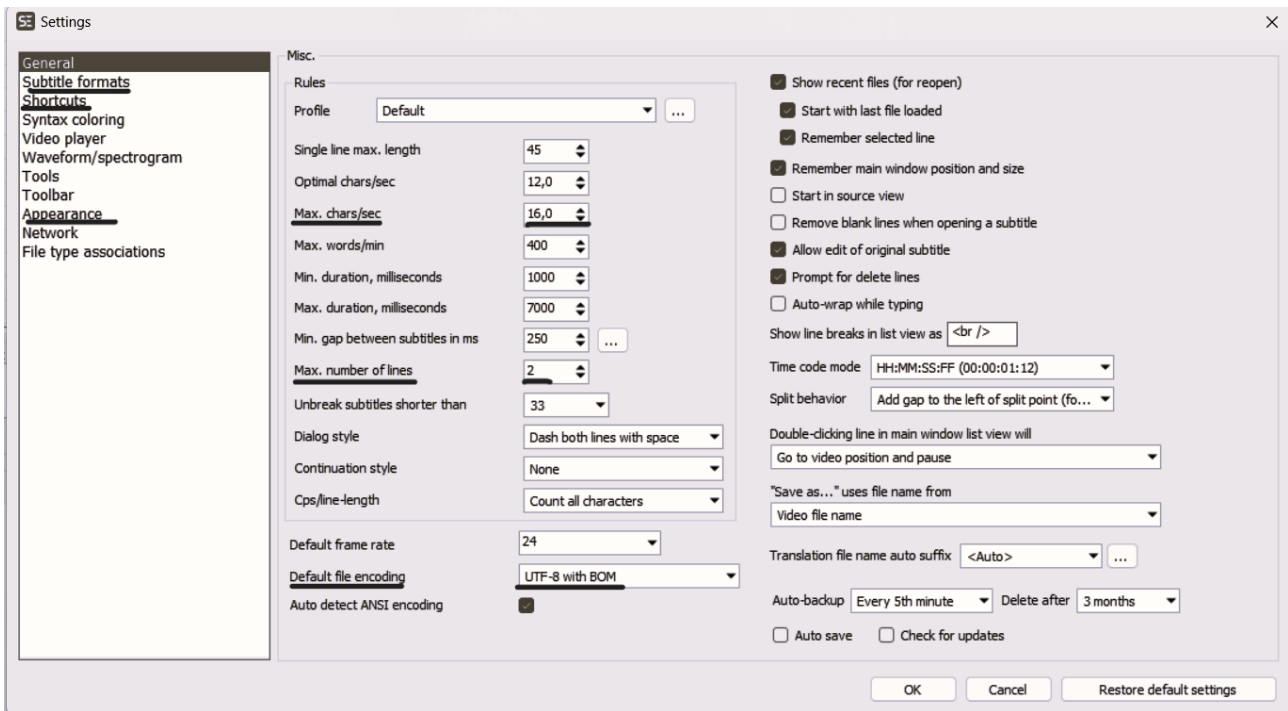 SE Settings
General
Subtitle formats
Shortcuts
Syntax coloring
Video player
Waveform/spectrogram
Tools
Toolbar
Appearance
Network
File type associations
Misc.
Rules
Profile Default ...
Single line max. length 45
Optimal chars/sec 12,0
Max. chars/sec 16,0
Max. words/min 400
Min. duration, milliseconds 1000
Max. duration, milliseconds 7000
Min. gap between subtitles in ms 250 ...
Max. number of lines 2
Unbreak subtitles shorter than 33
Dialog style Dash both lines with space
Continuation style None
Cps/line-length Count all characters
Default frame rate 24
Default file encoding UTF-8 with BOM
Auto detect ANSI encoding
Show recent files (for reopen)
Start with last file loaded
Remember selected line
Remember main window position and size
Start in source view
Remove blank lines when opening a subtitle
Allow edit of original subtitle
Prompt for delete lines
Auto-wrap while typing
Show line breaks in list view as <br />
Time code mode HH:MM:SS:FF (00:00:01:12)
Split behavior Add gap to the left of split point (fo...
Double-clicking line in main window list view will
Go to video position and pause
"Save as..." uses file name from
Video file name
Translation file name auto suffix <Auto> ...
Auto-backup Every 5th minute Delete after 3 months
Auto save Check for updates
OK Cancel Restore default settings